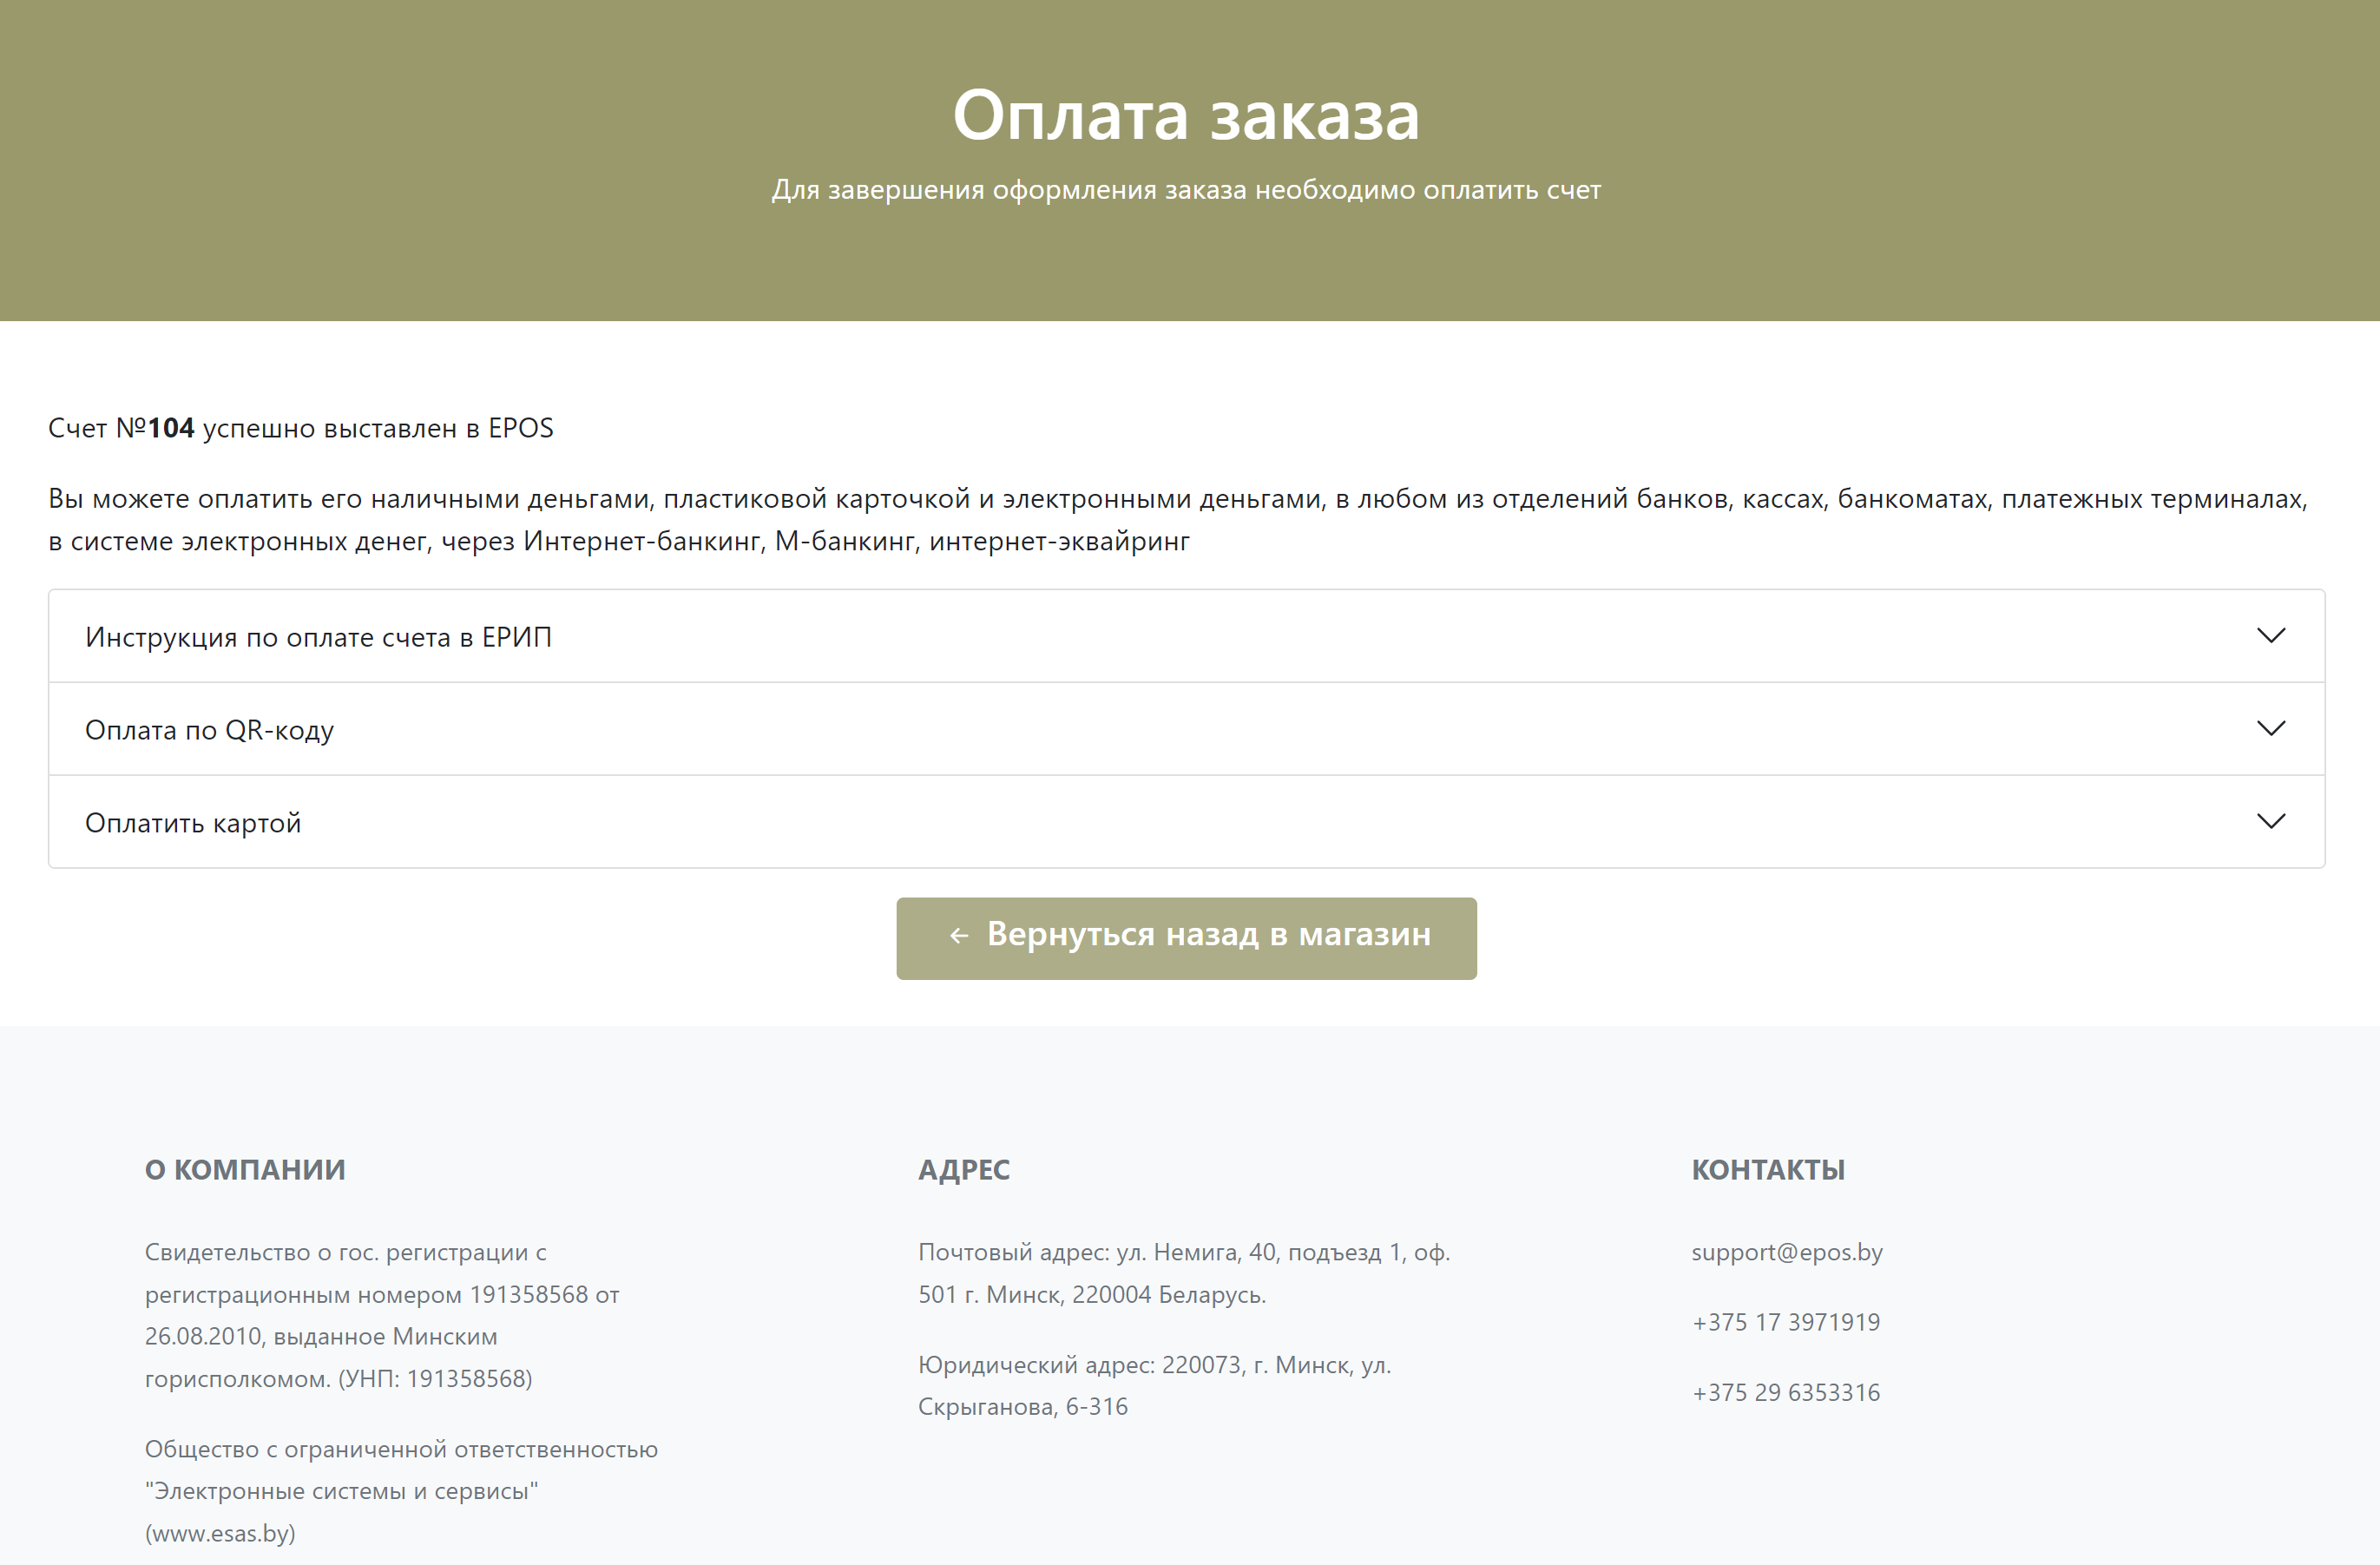 Оплата заказа
Для завершения оформления заказа необходимо оплатить счет
Счет №104 успешно выставлен в EPOS
Вы можете оплатить его наличными деньгами, пластиковой карточкой и электронными деньгами, в любом из отделений банков, кассах, банкоматах, платежных терминалах,
в системе электронных денег, через Интернет-банкинг, М-банкинг, интернет-эквайринг
Инструкция по оплате счета в ЕРИП
Оплата по QR-коду
Оплатить картой
← Вернуться назад в магазин
О КОМПАНИИ
Свидетельство о гос. регистрации с
регистрационным номером 191358568 от
26.08.2010, выданное Минским
горисполкомом. (УНП: 191358568)
Общество с ограниченной ответственностью
"Электронные системы и сервисы"
(www.esas.by)
АДРЕС
Почтовый адрес: ул. Немига, 40, подъезд 1, оф.
501 г. Минск, 220004 Беларусь.
Юридический адрес: 220073, г. Минск, ул.
Скрыганова, 6-316
КОНТАКТЫ
support@epos.by
+375 17 3971919
+375 29 6353316